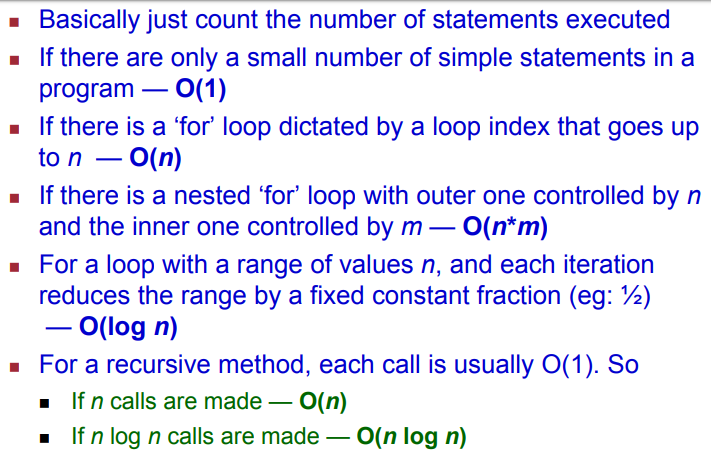 ▪ Basically just count the number of statements executed
▪ If there are only a small number of simple statements in a
program — O(1)
▪ If there is a ‘for’ loop dictated by a loop index that goes up
to n — O(n)
▪ If there is a nested ‘for’ loop with outer one controlled by n
and the inner one controlled by m — O(n*m)
▪ For a loop with a range of values n, and each iteration
reduces the range by a fixed constant fraction (eg: ½)
— O(log n)
▪ For a recursive method, each call is usually O(1). So
▪ If n calls are made — O(n)
▪ If n log n calls are made — O(n log n)